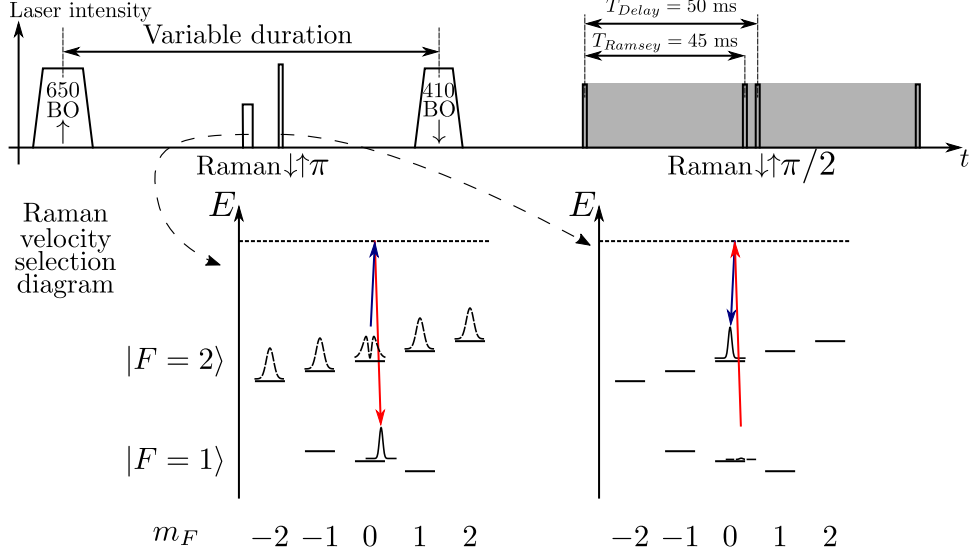 Laser intensity
Variable duration
T_Delay = 50 ms
T_Ramsey = 45 ms
650
BO
↑
410
BO
↓
Raman↓↑π
Raman↓↑π/2
t
Raman
velocity
selection
diagram
E
E
|F = 2⟩
|F = 1⟩
m_F −2 −1 0 1 2 −2 −1 0 1 2